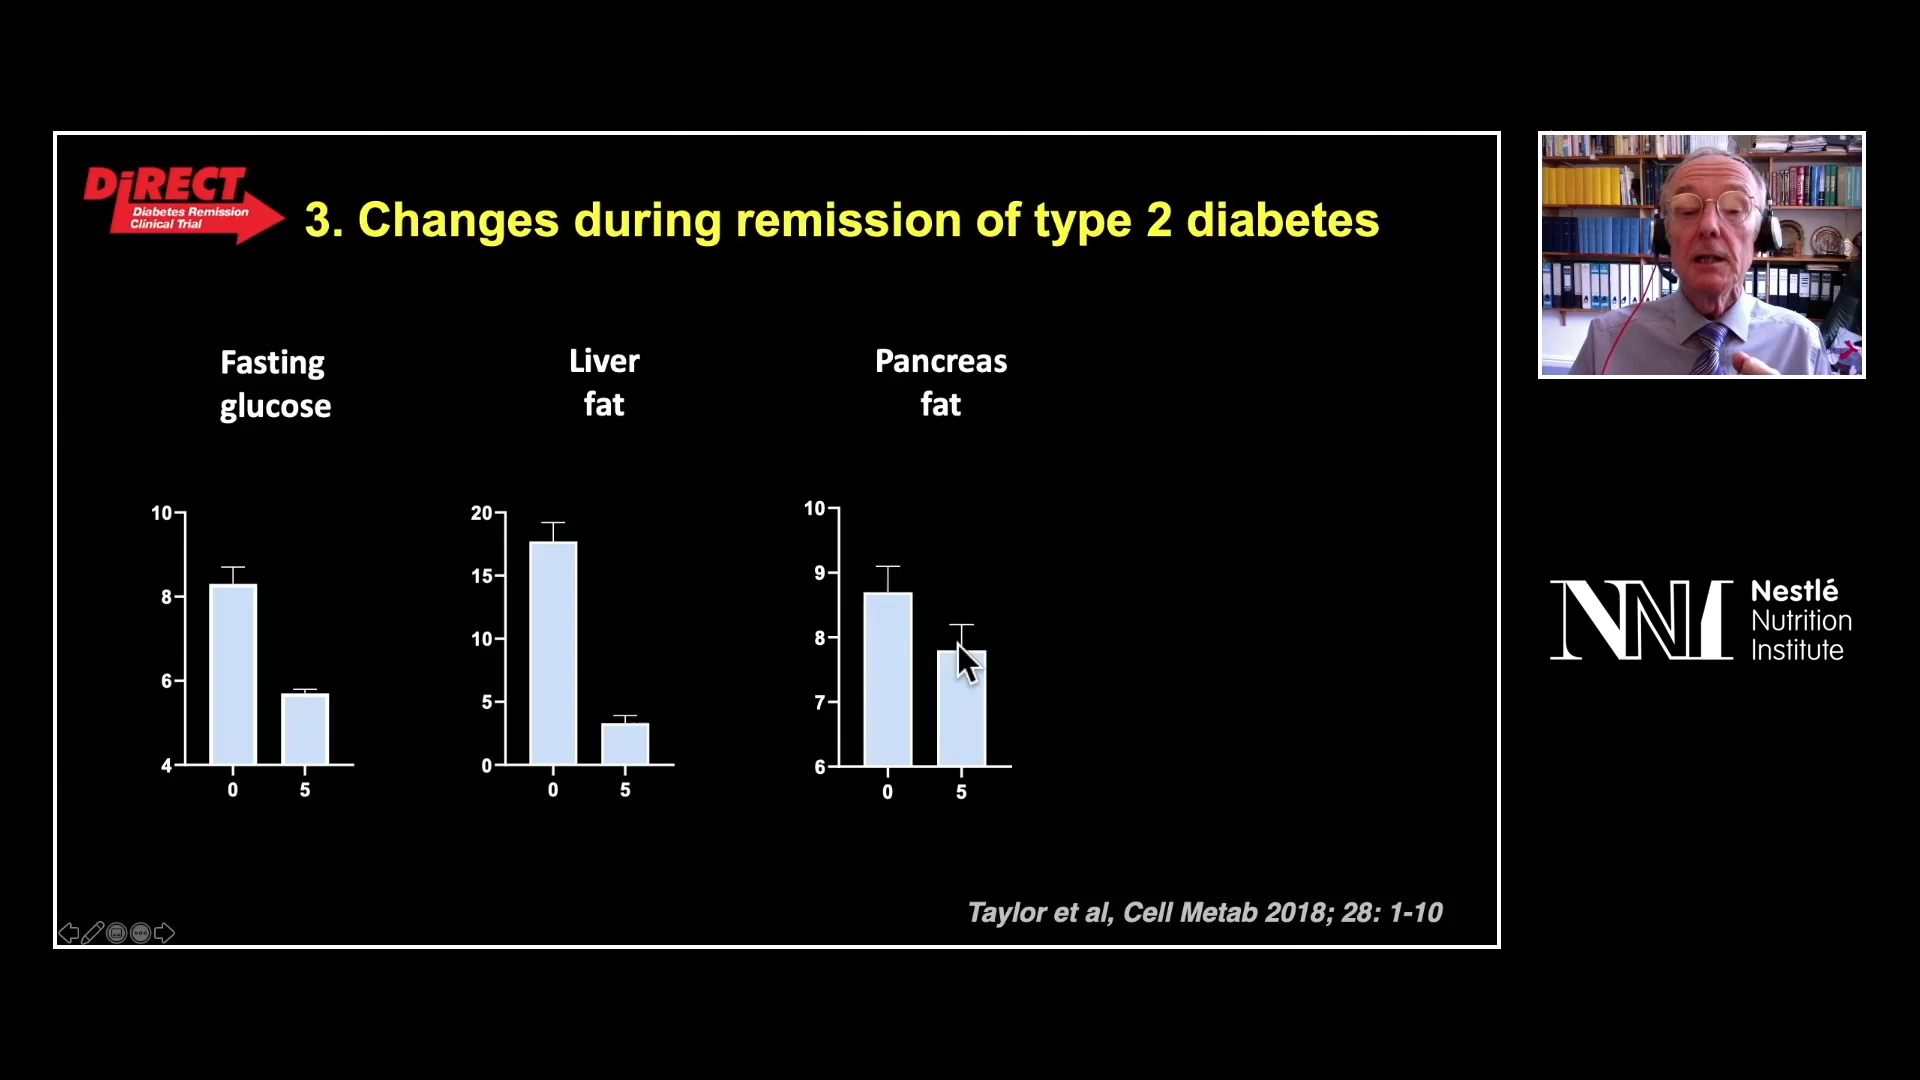 DiRECT
Diabetes Remission
Clinical Trial
3. Changes during remission of type 2 diabetes
Fasting
glucose
Liver
fat
Pancreas
fat
10
8
6
4
0
5
20
15
10
5
0
0
5
10
9
8
7
6
0
5
Taylor et al, Cell Metab 2018; 28: 1-10
NNI
Nestlé
Nutrition
Institute